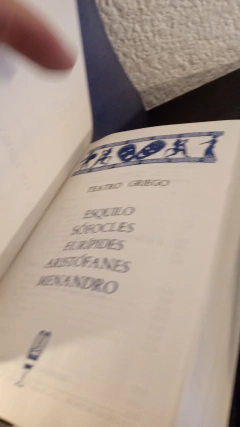 TEATRO GRIEGO
ESQUILO
SÓFOCLES
EURÍPIDES
ARISTÓFANES
MENANDRO